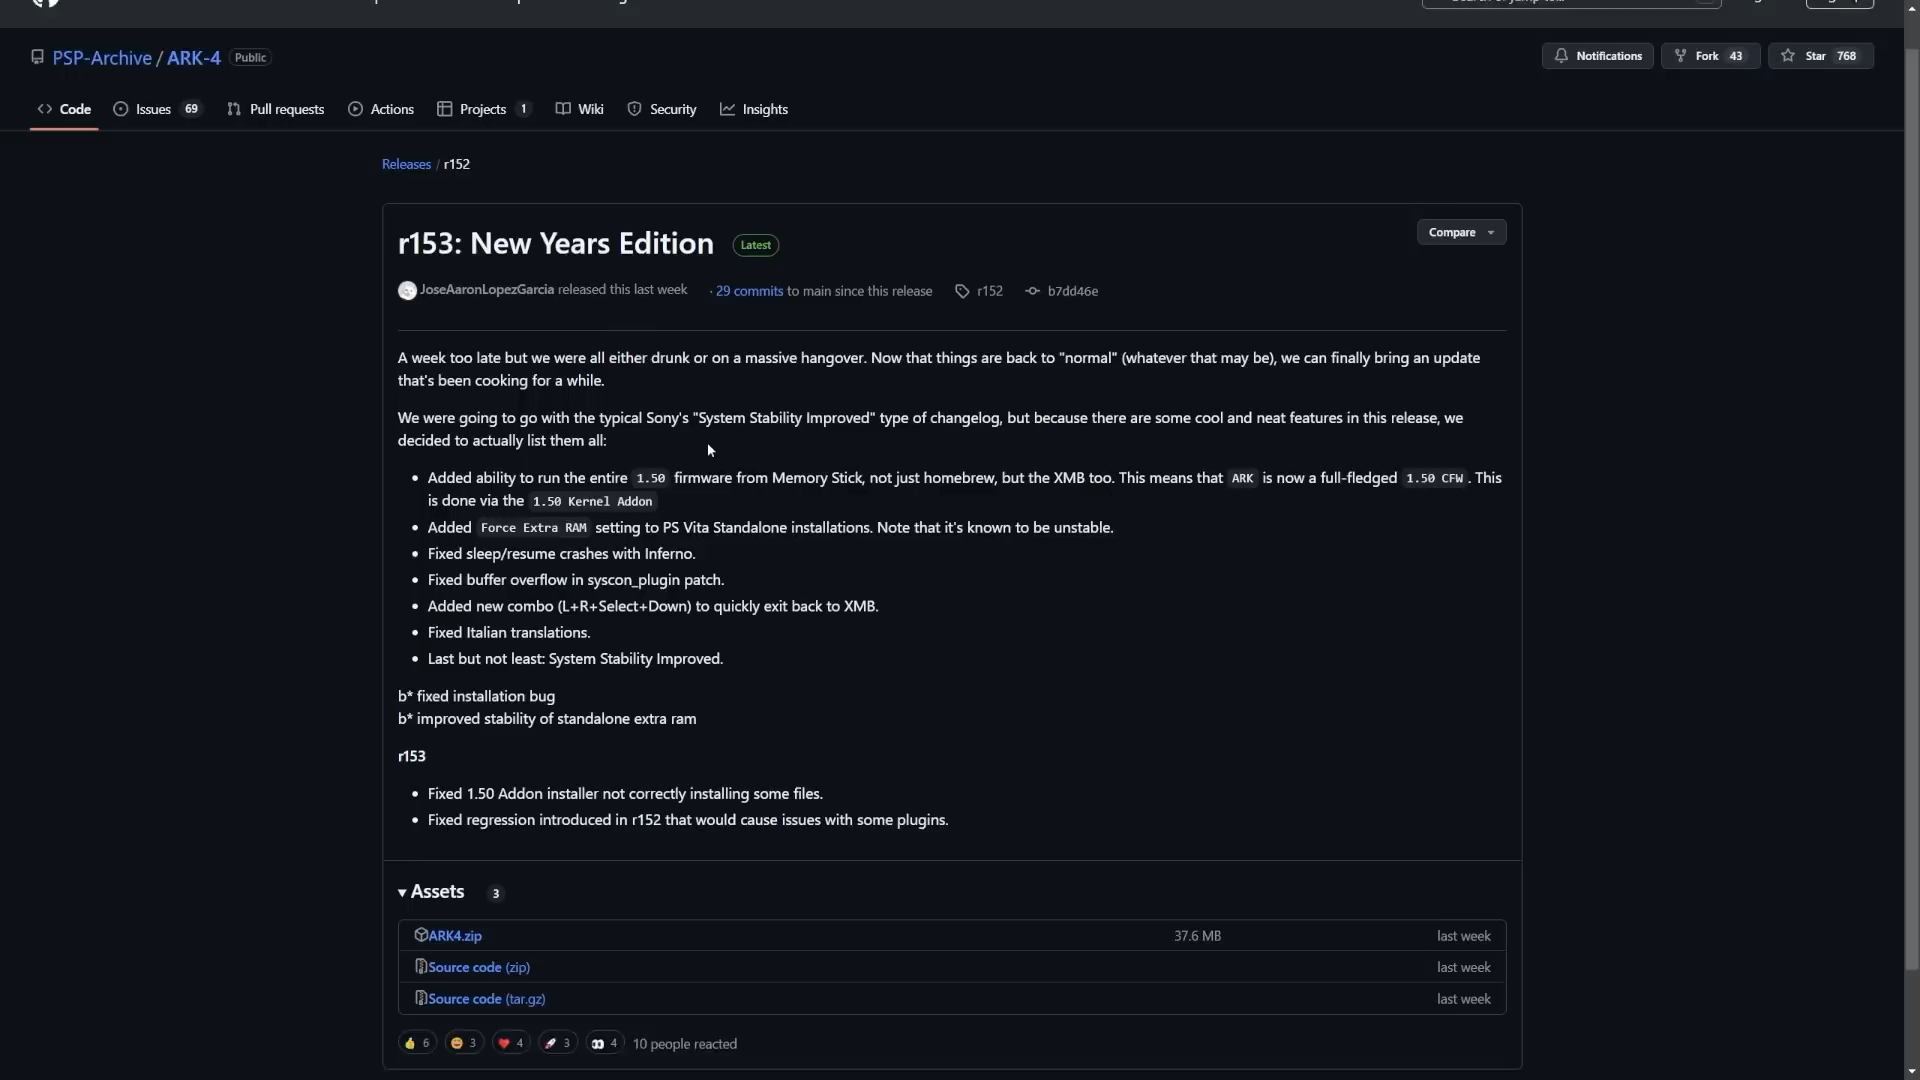 PSP-Archive / ARK-4 Public
Notifications
Fork 43
Star 768
Code
Issues 69
Pull requests
Actions
Projects 1
Wiki
Security
Insights
Releases / r152
r153: New Years Edition Latest
Compare
JoseAaronLopezGarcia released this last week · 29 commits to main since this release r152 b7dd46e
A week too late but we were all either drunk or on a massive hangover. Now that things are back to "normal" (whatever that may be), we can finally bring an update
that's been cooking for a while.
We were going to go with the typical Sony's "System Stability Improved" type of changelog, but because there are some cool and neat features in this release, we
decided to actually list them all:
• Added ability to run the entire 1.50 firmware from Memory Stick, not just homebrew, but the XMB too. This means that ARK is now a full-fledged 1.50 CFW. This
is done via the 1.50 Kernel Addon
• Added Force Extra RAM setting to PS Vita Standalone installations. Note that it's known to be unstable.
• Fixed sleep/resume crashes with Inferno.
• Fixed buffer overflow in syscon_plugin patch.
• Added new combo (L+R+Select+Down) to quickly exit back to XMB.
• Fixed Italian translations.
• Last but not least: System Stability Improved.
b* fixed installation bug
b* improved stability of standalone extra ram
r153
• Fixed 1.50 Addon installer not correctly installing some files.
• Fixed regression introduced in r152 that would cause issues with some plugins.
Assets 3
ARK4.zip 37.6 MB last week
Source code (zip) last week
Source code (tar.gz) last week
👍 6 😄 3 ❤️ 4 🚀 3 👀 4 10 people reacted